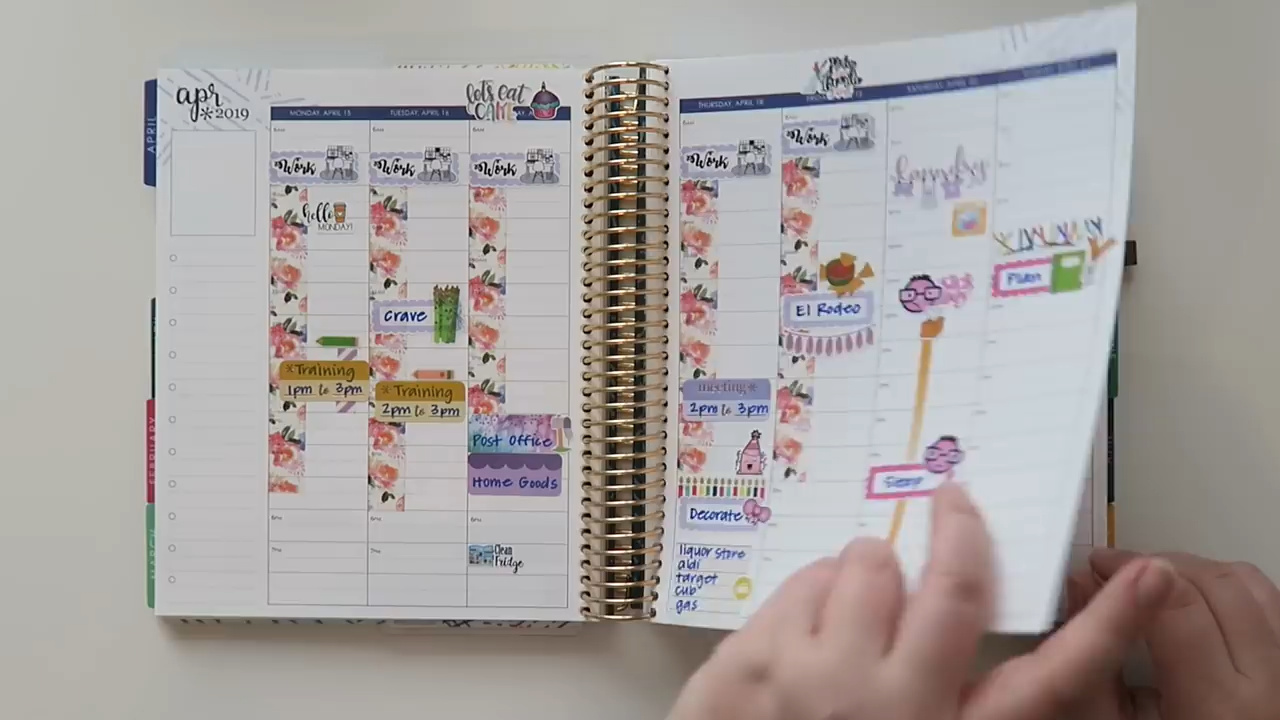 apr
*2019
let's eat
CAKE
MONDAY, APRIL 15
TUESDAY, APRIL 16
THURSDAY, APRIL 18
Work
Work
Work
Work
Work
laundry
hello
MONDAY!
Plan
crave
El Rodeo
*Training
1pm to 3pm
*Training
2pm to 3pm
meeting*
2pm to 3pm
Post Office
Home Goods
Decorate
Clean
Fridge
liquor store
aldi
target
cub
gas
APRIL
FEBRUARY
MARCH